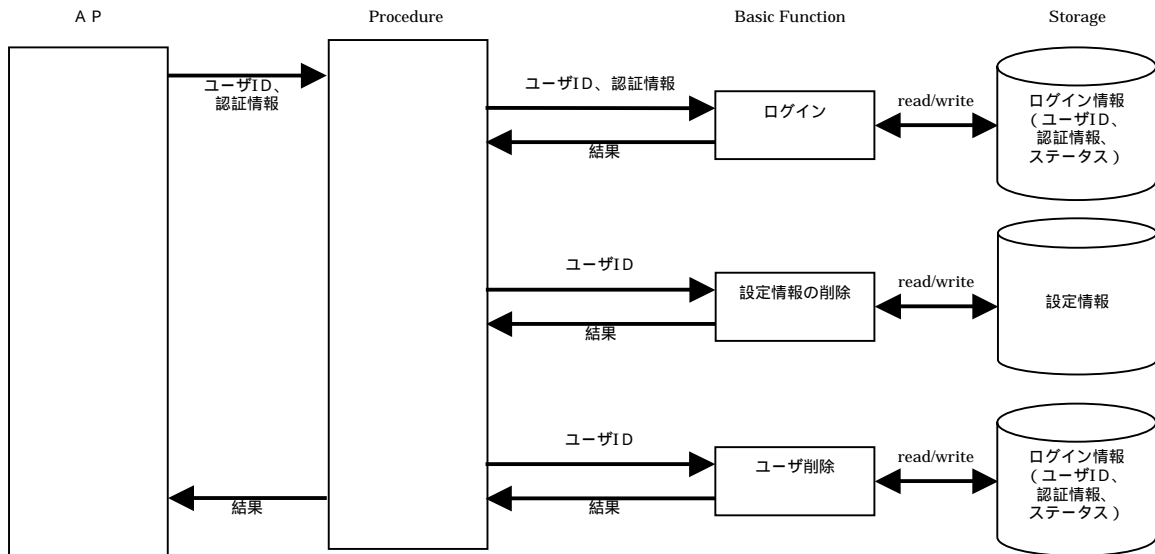 ＡＰ
Procedure
Basic Function
Storage
ユーザID、
認証情報
ユーザID、認証情報
ログイン
結果
read/write
ログイン情報
（ユーザID、
認証情報、
ステータス）
ユーザID
設定情報の削除
結果
read/write
設定情報
ユーザID
ユーザ削除
結果
read/write
ログイン情報
（ユーザID、
認証情報、
ステータス）
結果